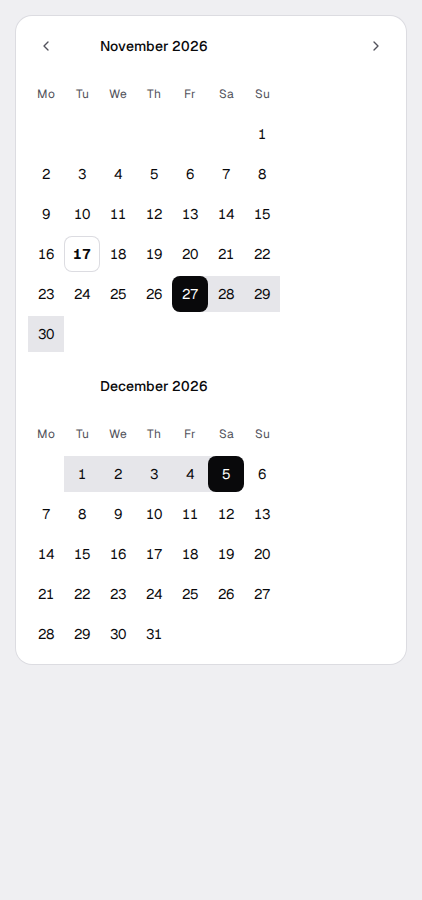 November 2026
Mo Tu We Th Fr Sa Su
1
2 3 4 5 6 7 8
9 10 11 12 13 14 15
16 17 18 19 20 21 22
23 24 25 26 27 28 29
30
December 2026
Mo Tu We Th Fr Sa Su
1 2 3 4 5 6
7 8 9 10 11 12 13
14 15 16 17 18 19 20
21 22 23 24 25 26 27
28 29 30 31